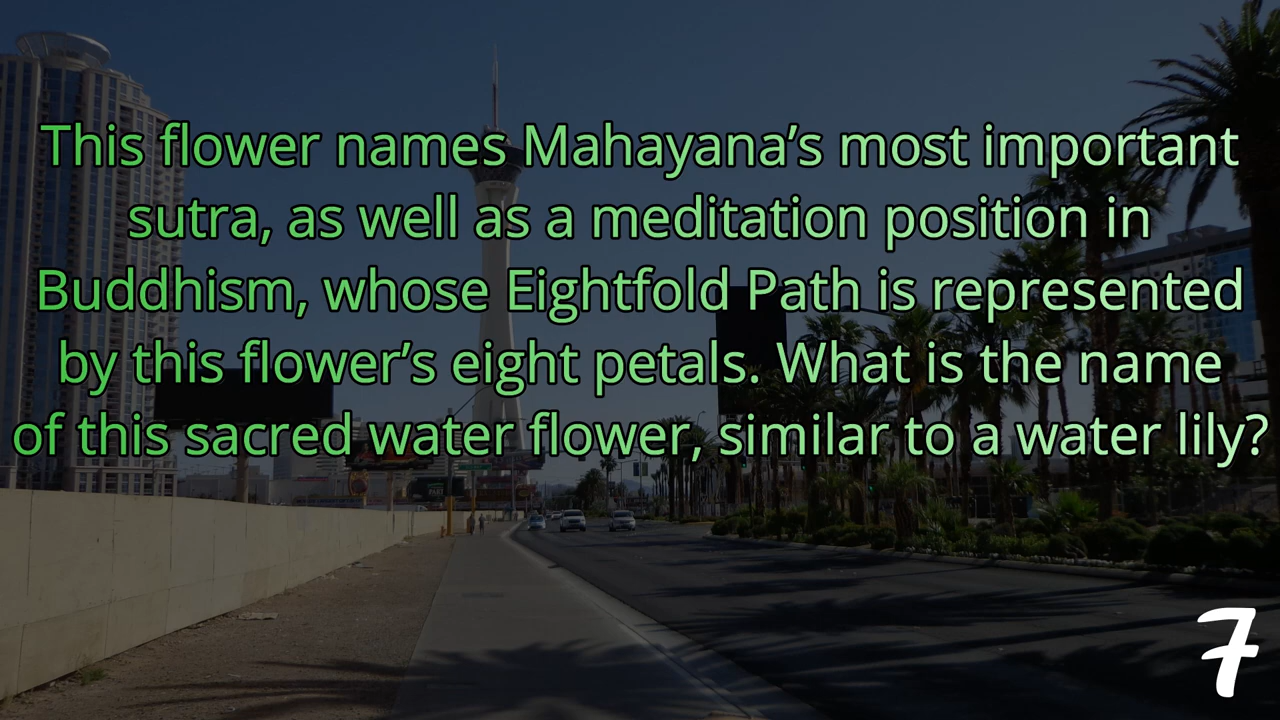 This flower names Mahayana’s most important
sutra, as well as a meditation position in
Buddhism, whose Eightfold Path is represented
by this flower’s eight petals. What is the name
of this sacred water flower, similar to a water lily?
7